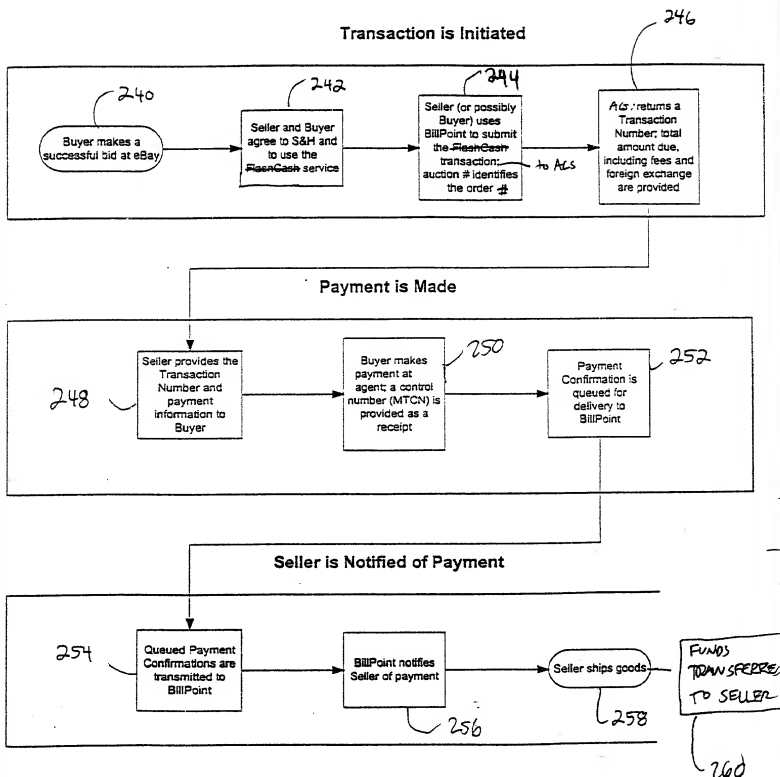 Transaction is Initiated
246
240
242
244
Buyer makes a
successful bid at eBay
Seller and Buyer
agree to S&H and
to use the
FlashCash service
Seller (or possibly
Buyer) uses
BillPoint to submit
the FlashCash
transaction;
auction # identifies
the order #
to ACS
returns a
Transaction
Number; total
amount due,
including fees and
foreign exchange
are provided
Payment is Made
248
Seller provides the
Transaction
Number and
payment
information to
Buyer
250
Buyer makes
payment at
agent; a control
number (MTCN) is
provided as a
receipt
252
Payment
Confirmation is
queued for
delivery to
BillPoint
Seller is Notified of Payment
254
Queued Payment
Confirmations are
transmitted to
BillPoint
BillPoint notifies
Seller of payment
256
Seller ships goods
258
FUNDS
TRANSFERRED
TO SELLER
260